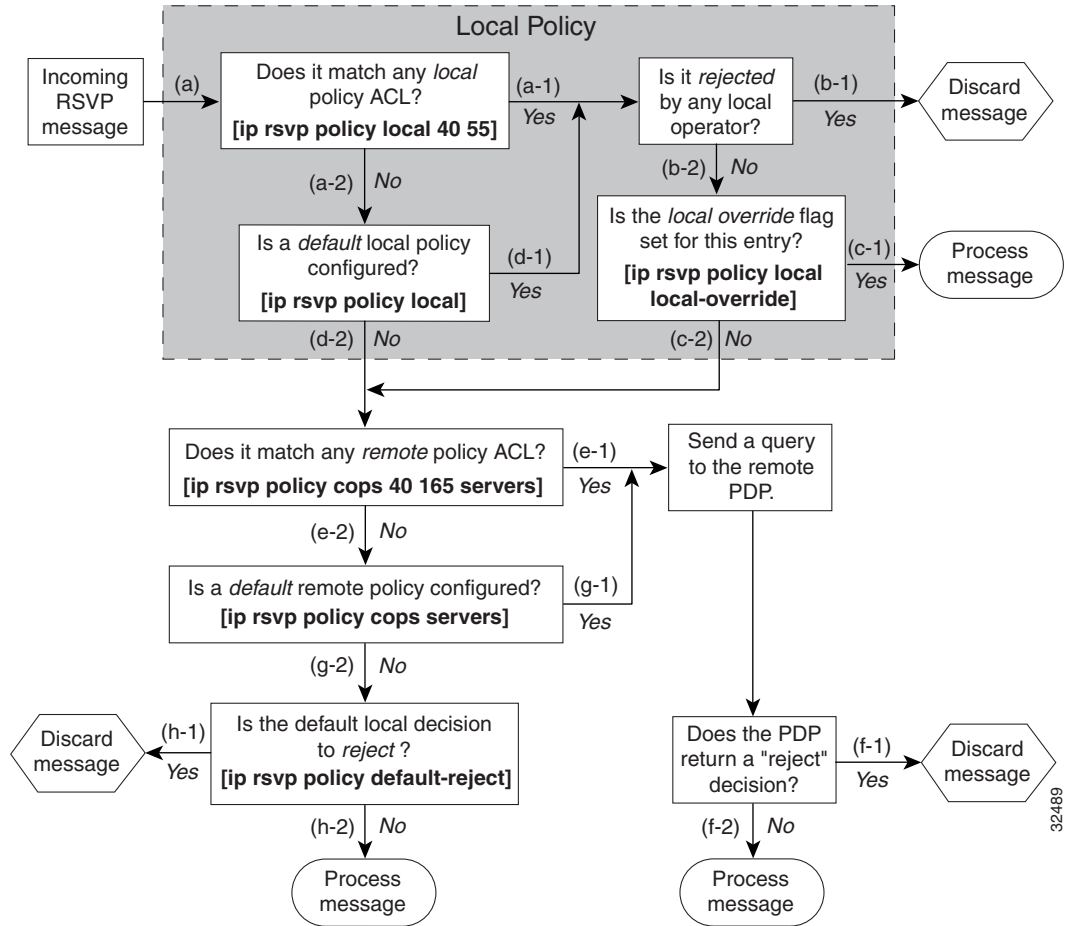 Local Policy
Incoming
RSVP
message
(a)
Does it match any local
policy ACL?
[ip rsvp policy local 40 55]
(a-1)
Yes
Is it rejected
by any local
operator?
(b-1)
Yes
Discard
message
(a-2) No
(b-2) No
Is a default local policy
configured?
[ip rsvp policy local]
(d-1)
Yes
Is the local override flag
set for this entry?
[ip rsvp policy local
local-override]
(c-1)
Yes
Process
message
(d-2) No
(c-2) No
Does it match any remote policy ACL?
[ip rsvp policy cops 40 165 servers]
(e-1)
Yes
Send a query
to the remote
PDP.
(e-2) No
Is a default remote policy configured?
[ip rsvp policy cops servers]
(g-1)
Yes
(g-2) No
Discard
message
(h-1)
Yes
Is the default local decision
to reject ?
[ip rsvp policy default-reject]
Does the PDP
return a "reject"
decision?
(f-1)
Yes
Discard
message
32489
(h-2) No
(f-2) No
Process
message
Process
message